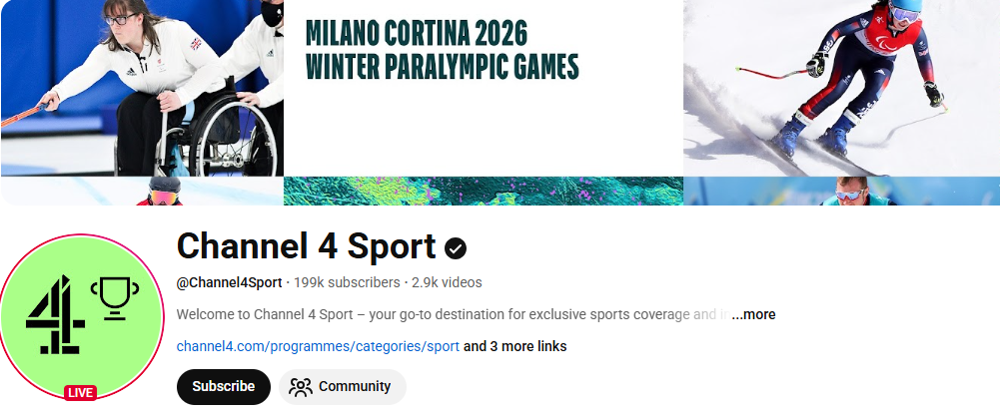 MILANO CORTINA 2026
WINTER PARALYMPIC GAMES
Channel 4 Sport
@Channel4Sport · 199k subscribers · 2.9k videos
Welcome to Channel 4 Sport – your go-to destination for exclusive sports coverage and ...more
channel4.com/programmes/categories/sport and 3 more links
4
LIVE
Subscribe
Community